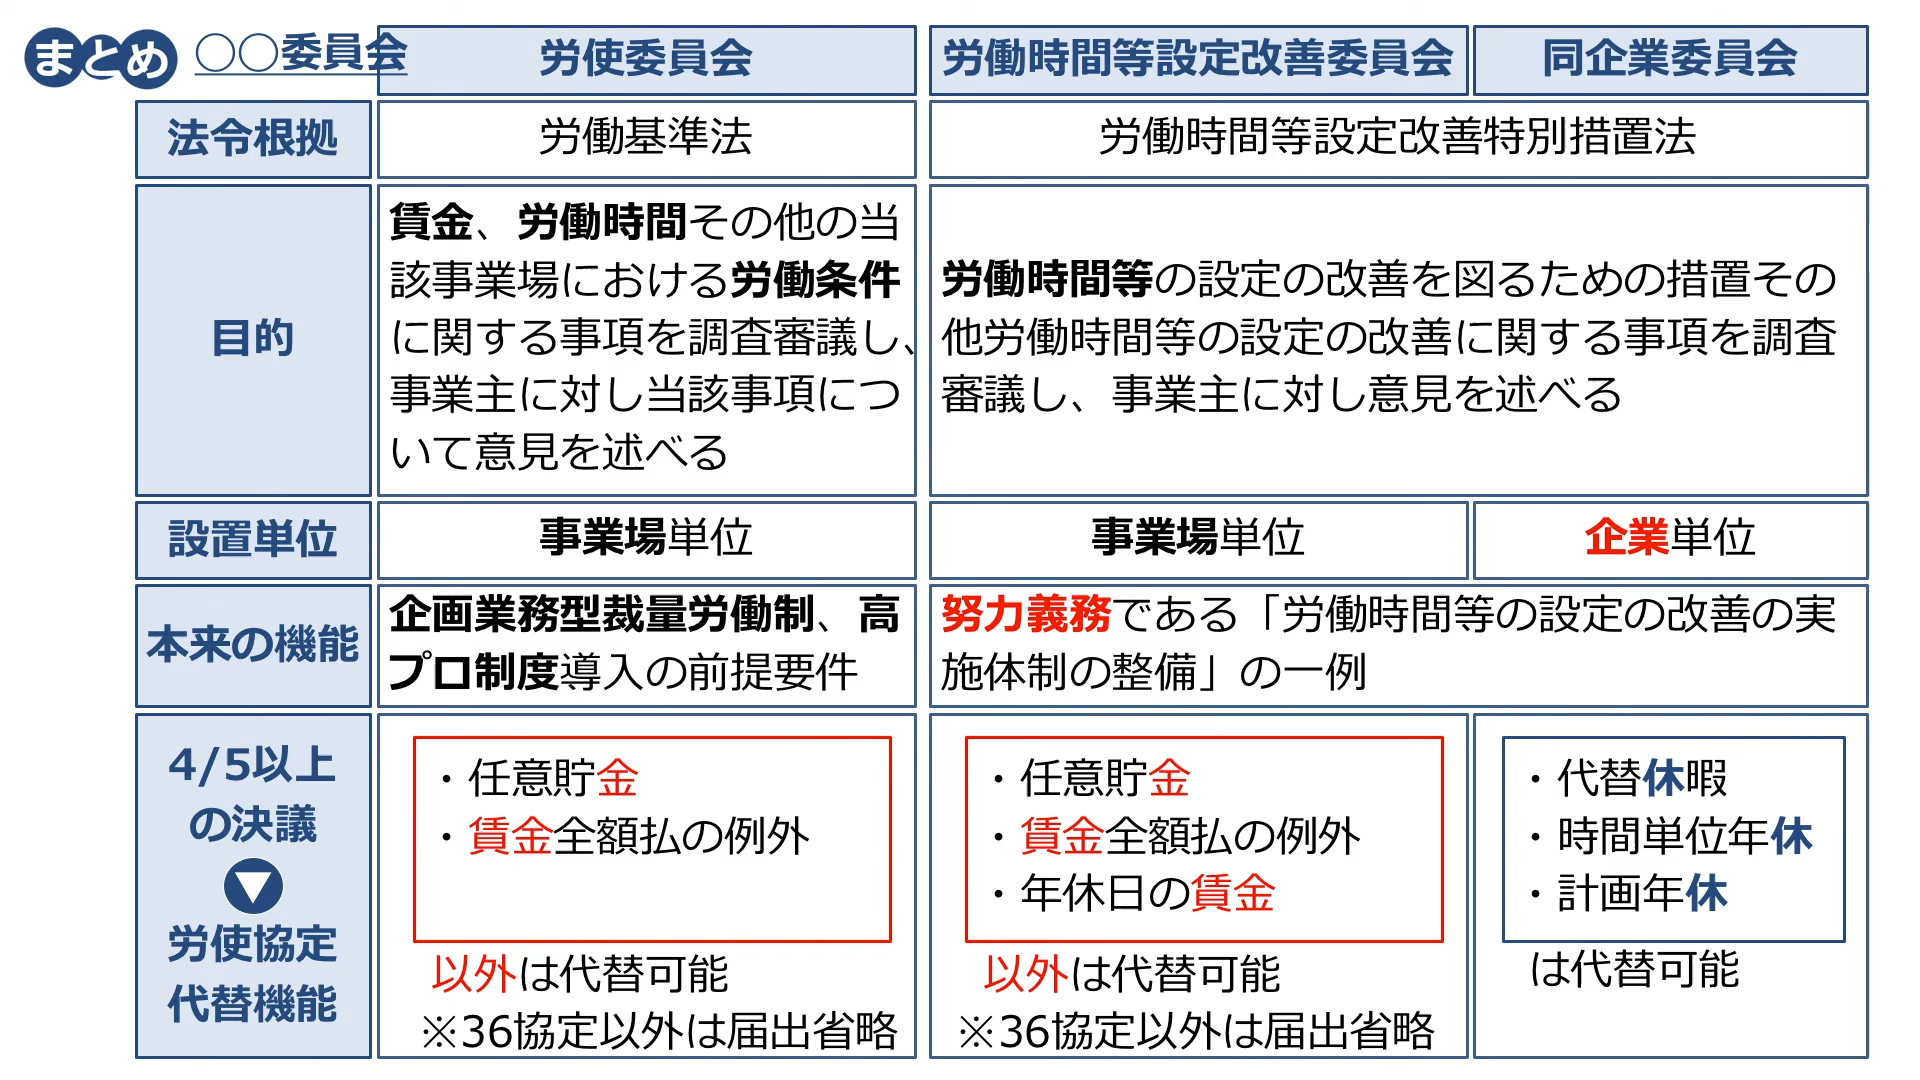 まとめ
○○委員会
労使委員会
労働時間等設定改善委員会
同企業委員会
法令根拠
労働基準法
労働時間等設定改善特別措置法
目的
賃金、労働時間その他の当
該事業場における労働条件
に関する事項を調査審議し、
事業主に対し当該事項につ
いて意見を述べる
労働時間等の設定の改善を図るための措置その
他労働時間等の設定の改善に関する事項を調査
審議し、事業主に対し意見を述べる
設置単位
事業場単位
事業場単位
企業単位
本来の機能
企画業務型裁量労働制、高
プロ制度導入の前提要件
努力義務である「労働時間等の設定の改善の実
施体制の整備」の一例
4/5以上
の決議
▼
労使協定
代替機能
・任意貯金
・賃金全額払の例外
以外は代替可能
※36協定以外は届出省略
・任意貯金
・賃金全額払の例外
・年休日の賃金
以外は代替可能
※36協定以外は届出省略
・代替休暇
・時間単位年休
・計画年休
は代替可能